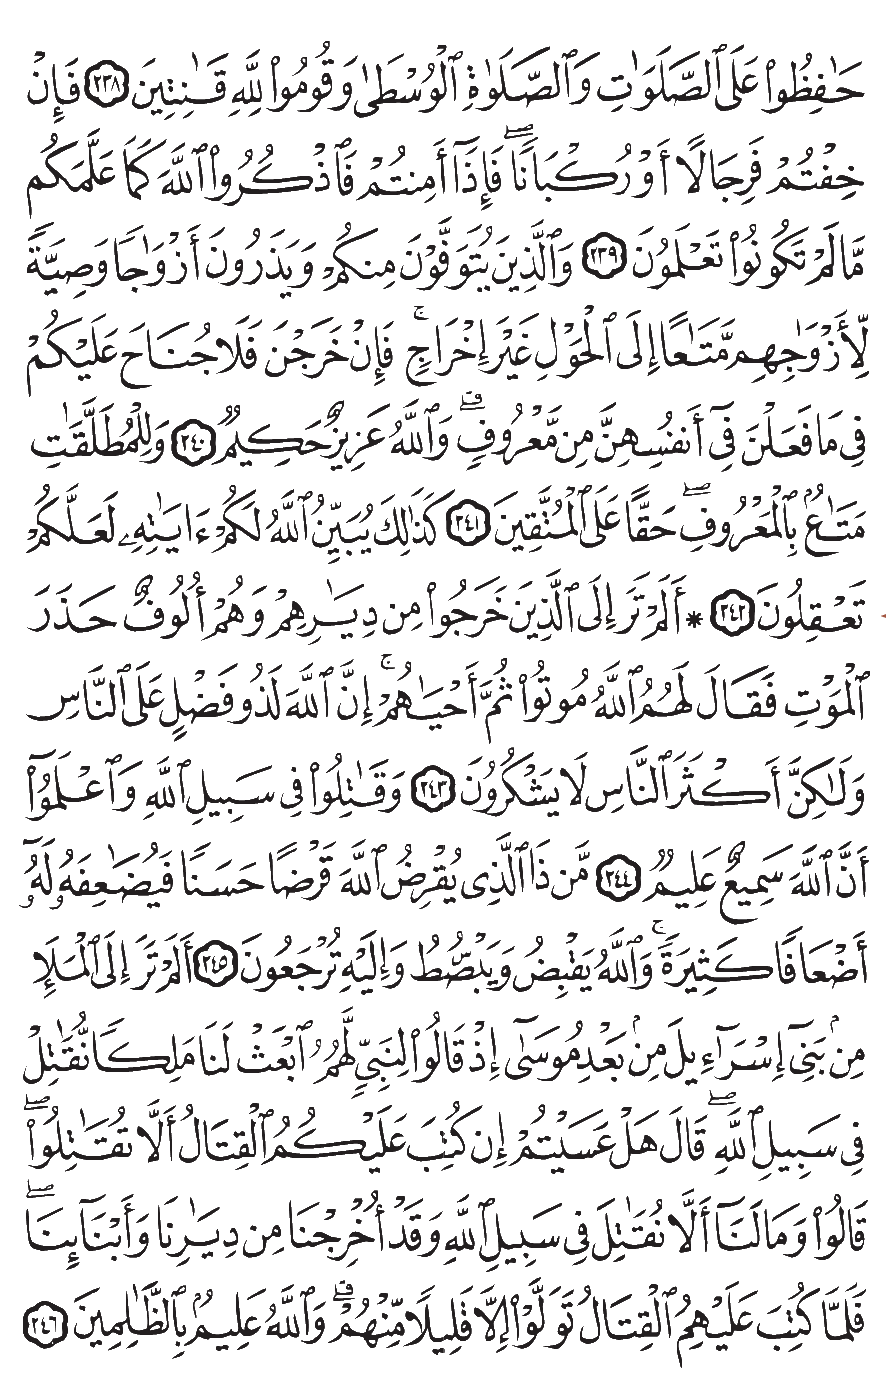 حَـٰفِظُوا۟ عَلَى ٱلصَّلَوَٰتِ وَٱلصَّلَوٰةِ ٱلْوُسْطَىٰ وَقُومُوا۟ لِلَّهِ قَـٰنِتِينَ ٢٣٨ فَإِنْ
خِفْتُمْ فَرِجَالًا أَوْ رُكْبَانًا ۖ فَإِذَآ أَمِنتُمْ فَٱذْكُرُوا۟ ٱللَّهَ كَمَا عَلَّمَكُم
مَّا لَمْ تَكُونُوا۟ تَعْلَمُونَ ٢٣٩ وَٱلَّذِينَ يُتَوَفَّوْنَ مِنكُمْ وَيَذَرُونَ أَزْوَٰجًا وَصِيَّةً
لِّأَزْوَٰجِهِم مَّتَـٰعًا إِلَى ٱلْحَوْلِ غَيْرَ إِخْرَاجٍ ۚ فَإِنْ خَرَجْنَ فَلَا جُنَاحَ عَلَيْكُمْ
فِى مَا فَعَلْنَ فِىٓ أَنفُسِهِنَّ مِن مَّعْرُوفٍ ۗ وَٱللَّهُ عَزِيزٌ حَكِيمٌ ٢٤٠ وَلِلْمُطَلَّقَـٰتِ
مَتَـٰعٌۢ بِٱلْمَعْرُوفِ ۖ حَقًّا عَلَى ٱلْمُتَّقِينَ ٢٤١ كَذَٰلِكَ يُبَيِّنُ ٱللَّهُ لَكُمْ ءَايَـٰتِهِۦ لَعَلَّكُمْ
تَعْقِلُونَ ٢٤٢ * أَلَمْ تَرَ إِلَى ٱلَّذِينَ خَرَجُوا۟ مِن دِيَـٰرِهِمْ وَهُمْ أُلُوفٌ حَذَرَ
ٱلْمَوْتِ فَقَالَ لَهُمُ ٱللَّهُ مُوتُوا۟ ثُمَّ أَحْيَـٰهُمْ ۚ إِنَّ ٱللَّهَ لَذُو فَضْلٍ عَلَى ٱلنَّاسِ
وَلَـٰكِنَّ أَكْثَرَ ٱلنَّاسِ لَا يَشْكُرُونَ ٢٤٣ وَقَـٰتِلُوا۟ فِى سَبِيلِ ٱللَّهِ وَٱعْلَمُوٓا۟
أَنَّ ٱللَّهَ سَمِيعٌ عَلِيمٌ ٢٤٤ مَّن ذَا ٱلَّذِى يُقْرِضُ ٱللَّهَ قَرْضًا حَسَنًا فَيُضَـٰعِفَهُۥ لَهُۥٓ
أَضْعَافًا كَثِيرَةً ۚ وَٱللَّهُ يَقْبِضُ وَيَبْصُۜطُ وَإِلَيْهِ تُرْجَعُونَ ٢٤٥ أَلَمْ تَرَ إِلَى ٱلْمَلَإِ
مِنۢ بَنِىٓ إِسْرَٰٓءِيلَ مِنۢ بَعْدِ مُوسَىٰٓ إِذْ قَالُوا۟ لِنَبِىٍّ لَّهُمُ ٱبْعَثْ لَنَا مَلِكًا نُّقَـٰتِلْ
فِى سَبِيلِ ٱللَّهِ ۖ قَالَ هَلْ عَسَيْتُمْ إِن كُتِبَ عَلَيْكُمُ ٱلْقِتَالُ أَلَّا تُقَـٰتِلُوا۟ ۖ
قَالُوا۟ وَمَا لَنَآ أَلَّا نُقَـٰتِلَ فِى سَبِيلِ ٱللَّهِ وَقَدْ أُخْرِجْنَا مِن دِيَـٰرِنَا وَأَبْنَآئِنَا ۖ
فَلَمَّا كُتِبَ عَلَيْهِمُ ٱلْقِتَالُ تَوَلَّوْا۟ إِلَّا قَلِيلًا مِّنْهُمْ ۗ وَٱللَّهُ عَلِيمٌۢ بِٱلظَّـٰلِمِينَ ٢٤٦